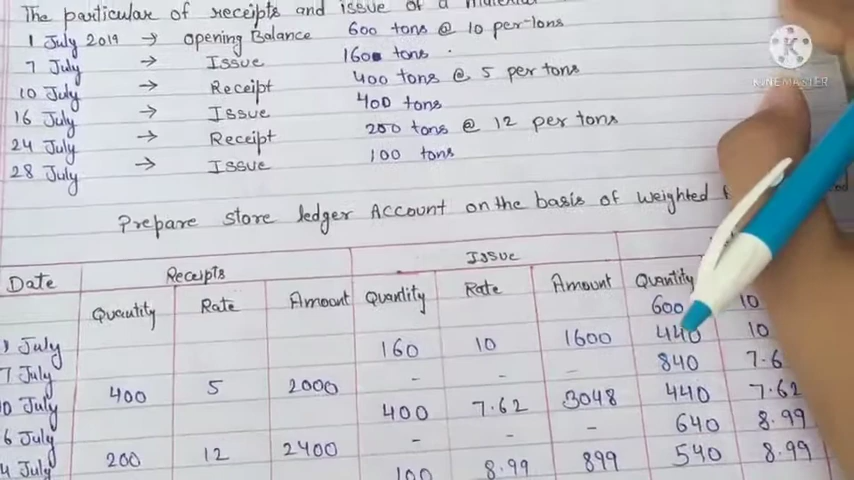 The particular of receipts and issue of a
1 July 2019 → Opening Balance 600 tons @ 10 per tons
7 July → Issue 160 tons .
10 July → Receipt 400 tons @ 5 per tons
16 July → Issue 400 tons
24 July → Receipt 200 tons @ 12 per tons
28 July → Issue 100 tons
KINEMASTER
Prepare store ledger Account on the basis of weighted
Date Receipts Issue
Quantity Rate Amount Quantity Rate Amount Quantity
600 10
1 July 160 10 1600 440 10
7 July - - - 840 7.6
10 July 400 5 2000 400 7.62 3048 440 7.62
6 July - - - 640 8.99
4 July 200 12 2400 100 8.99 899 540 8.99